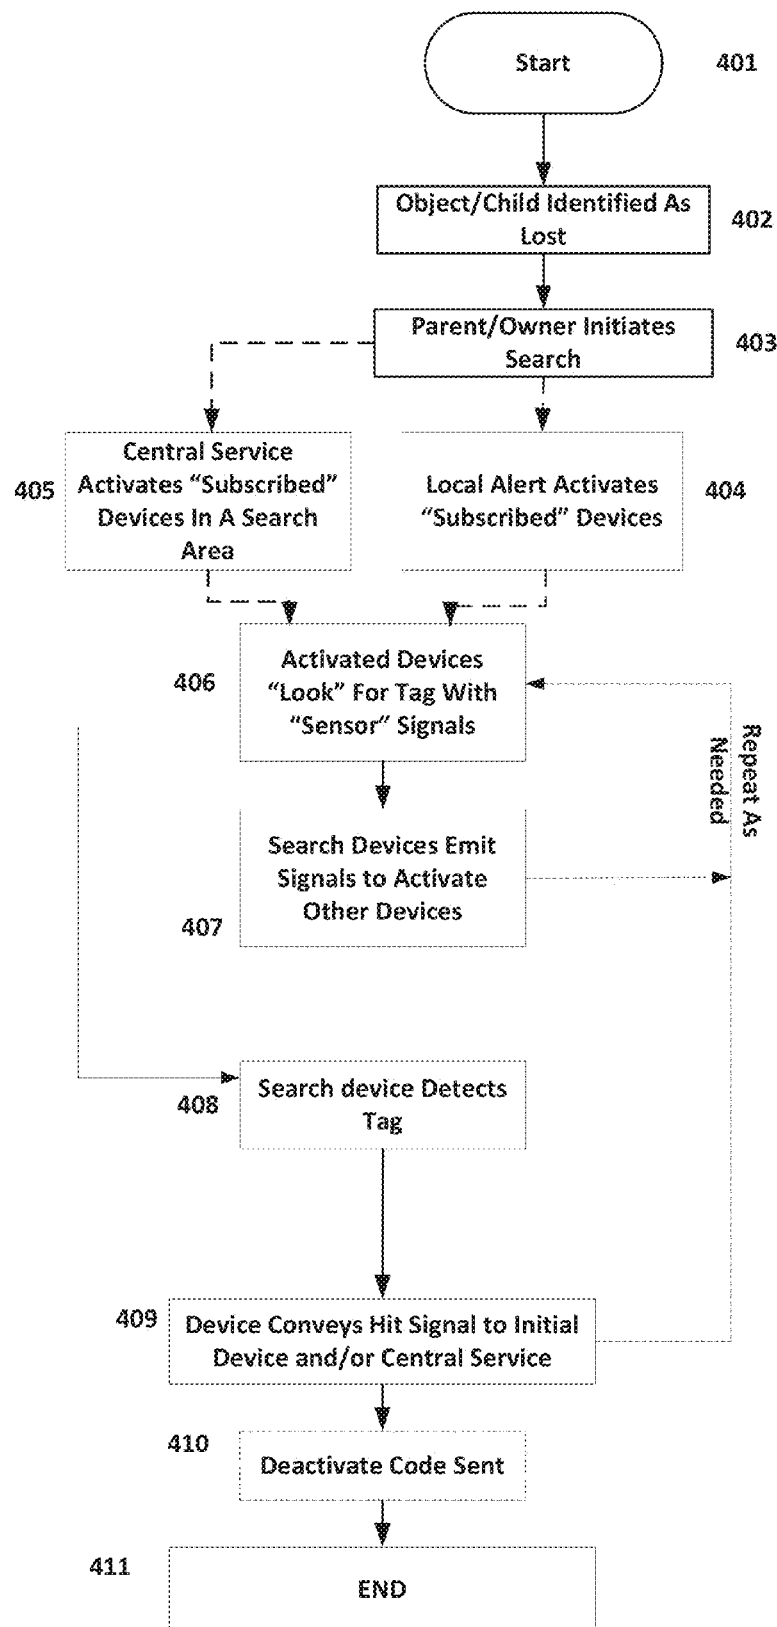 Start
401
Object/Child Identified As
Lost
402
Parent/Owner Initiates
Search
403
Central Service
Activates “Subscribed”
Devices In A Search
Area
405
Local Alert Activates
“Subscribed” Devices
404
Activated Devices
“Look” For Tag With
“Sensor” Signals
406
Repeat As
Needed
Search Devices Emit
Signals to Activate
Other Devices
407
Search device Detects
Tag
408
409
Device Conveys Hit Signal to Initial
Device and/or Central Service
410
Deactivate Code Sent
411
END